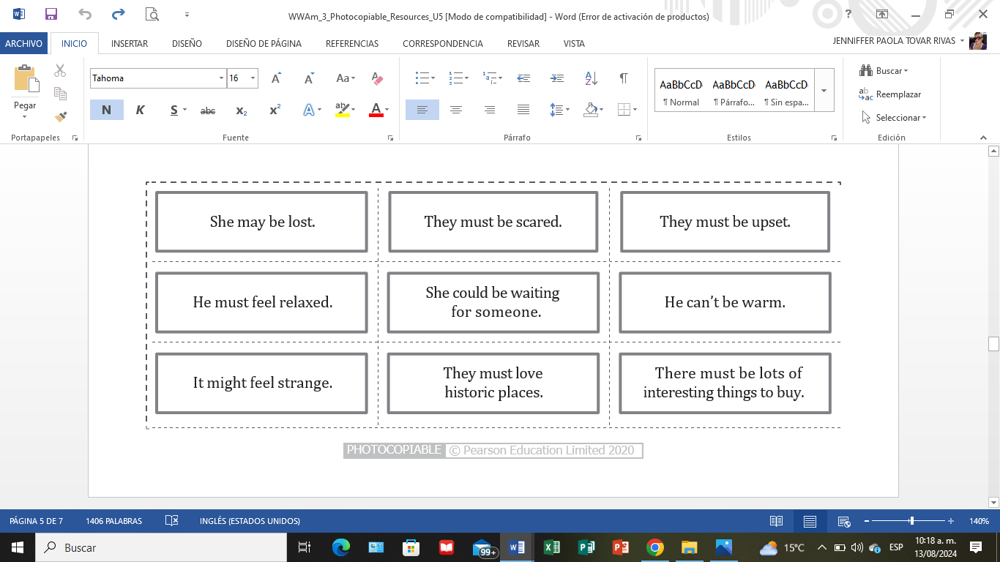 WWAm_3_Photocopiable_Resources_U5 [Modo de compatibilidad] - Word (Error de activación de productos)
?
ARCHIVO INICIO INSERTAR DISEÑO DISEÑO DE PÁGINA REFERENCIAS CORRESPONDENCIA REVISAR VISTA JENNIFFER PAOLA TOVAR RIVAS
Pegar
Portapapeles
Tahoma 16
Aa
N K S abc x₂ x² A ab A
Fuente
Párrafo
AaBbCcD AaBbCcD AaBbCcD
¶ Normal ¶ Párrafo... ¶ Sin espa...
Estilos
Buscar
Reemplazar
Seleccionar
Edición
She may be lost.
They must be scared.
They must be upset.
He must feel relaxed.
She could be waiting
for someone.
He can’t be warm.
It might feel strange.
They must love
historic places.
There must be lots of
interesting things to buy.
PHOTOCOPIABLE © Pearson Education Limited 2020
PÁGINA 5 DE 7 1406 PALABRAS INGLÉS (ESTADOS UNIDOS) 140%
Buscar
99+
15°C
ESP
10:18 a. m.
13/08/2024